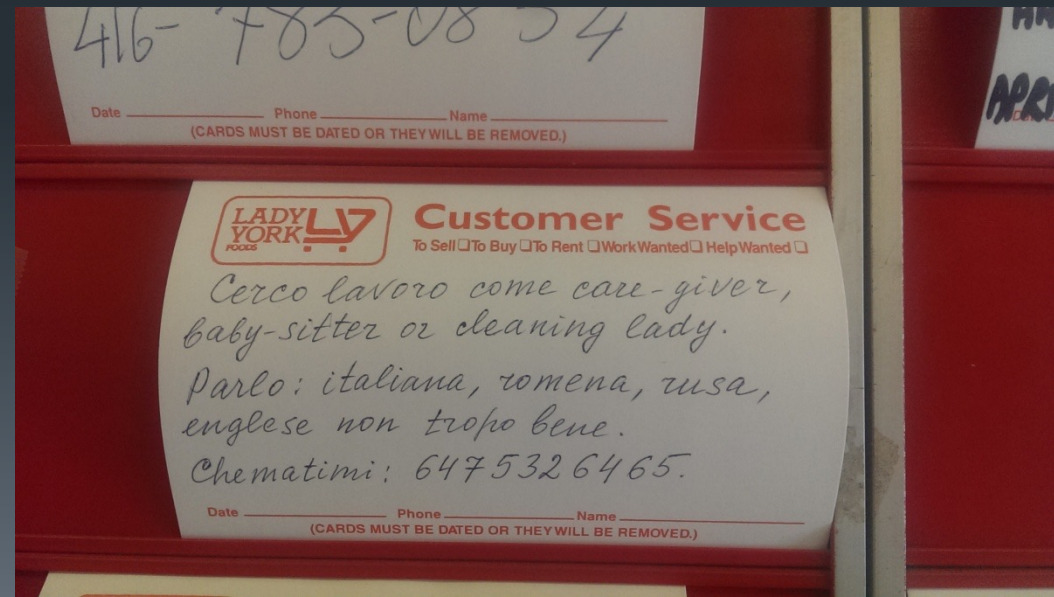 416-783-0854
Date Phone Name
(CARDS MUST BE DATED OR THEY WILL BE REMOVED.)
LADY YORK FOODS
Customer Service
To Sell To Buy To Rent Work Wanted Help Wanted
Cerco lavoro come care-giver,
baby-sitter or cleaning lady.
Parlo: italiana, romena, rusa,
englese non tropo bene.
Chematimi: 6475326465.
Date Phone Name
(CARDS MUST BE DATED OR THEY WILL BE REMOVED.)